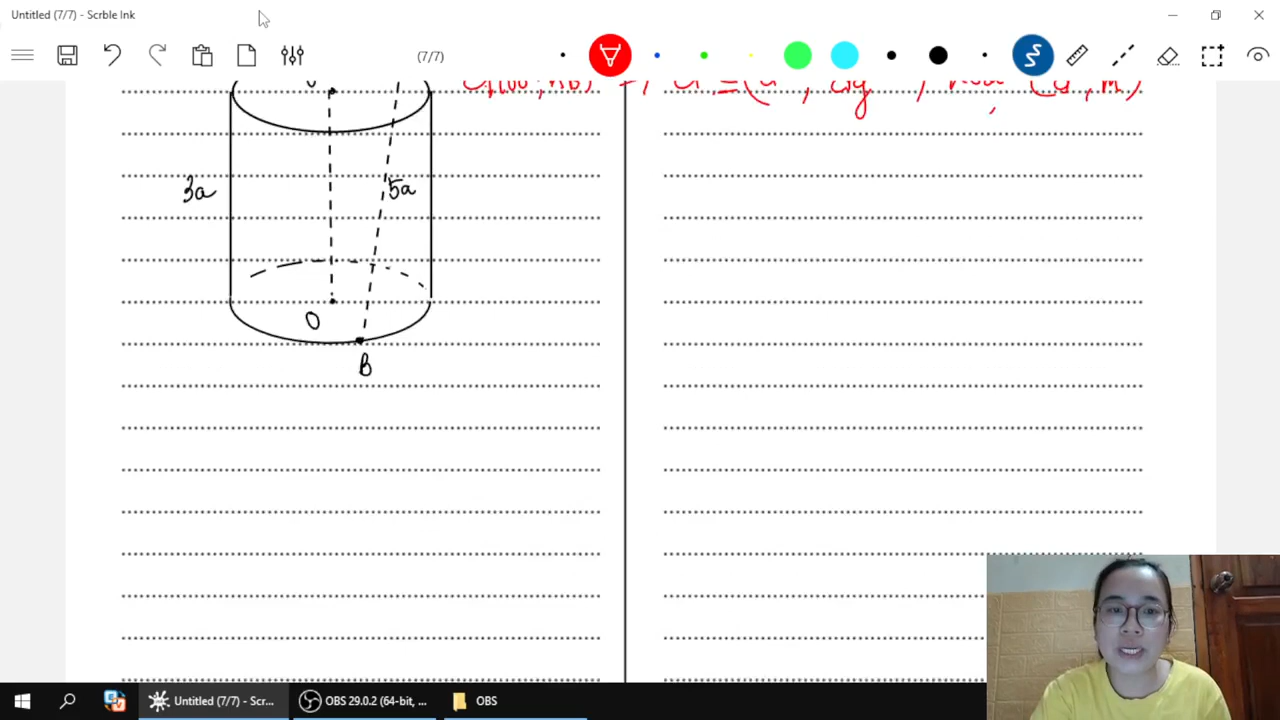 Untitled (7/7) - Scrble Ink
(7/7)
3a
5a
O
B
Untitled (7/7) - Scr...
OBS 29.0.2 (64-bit, ...
OBS